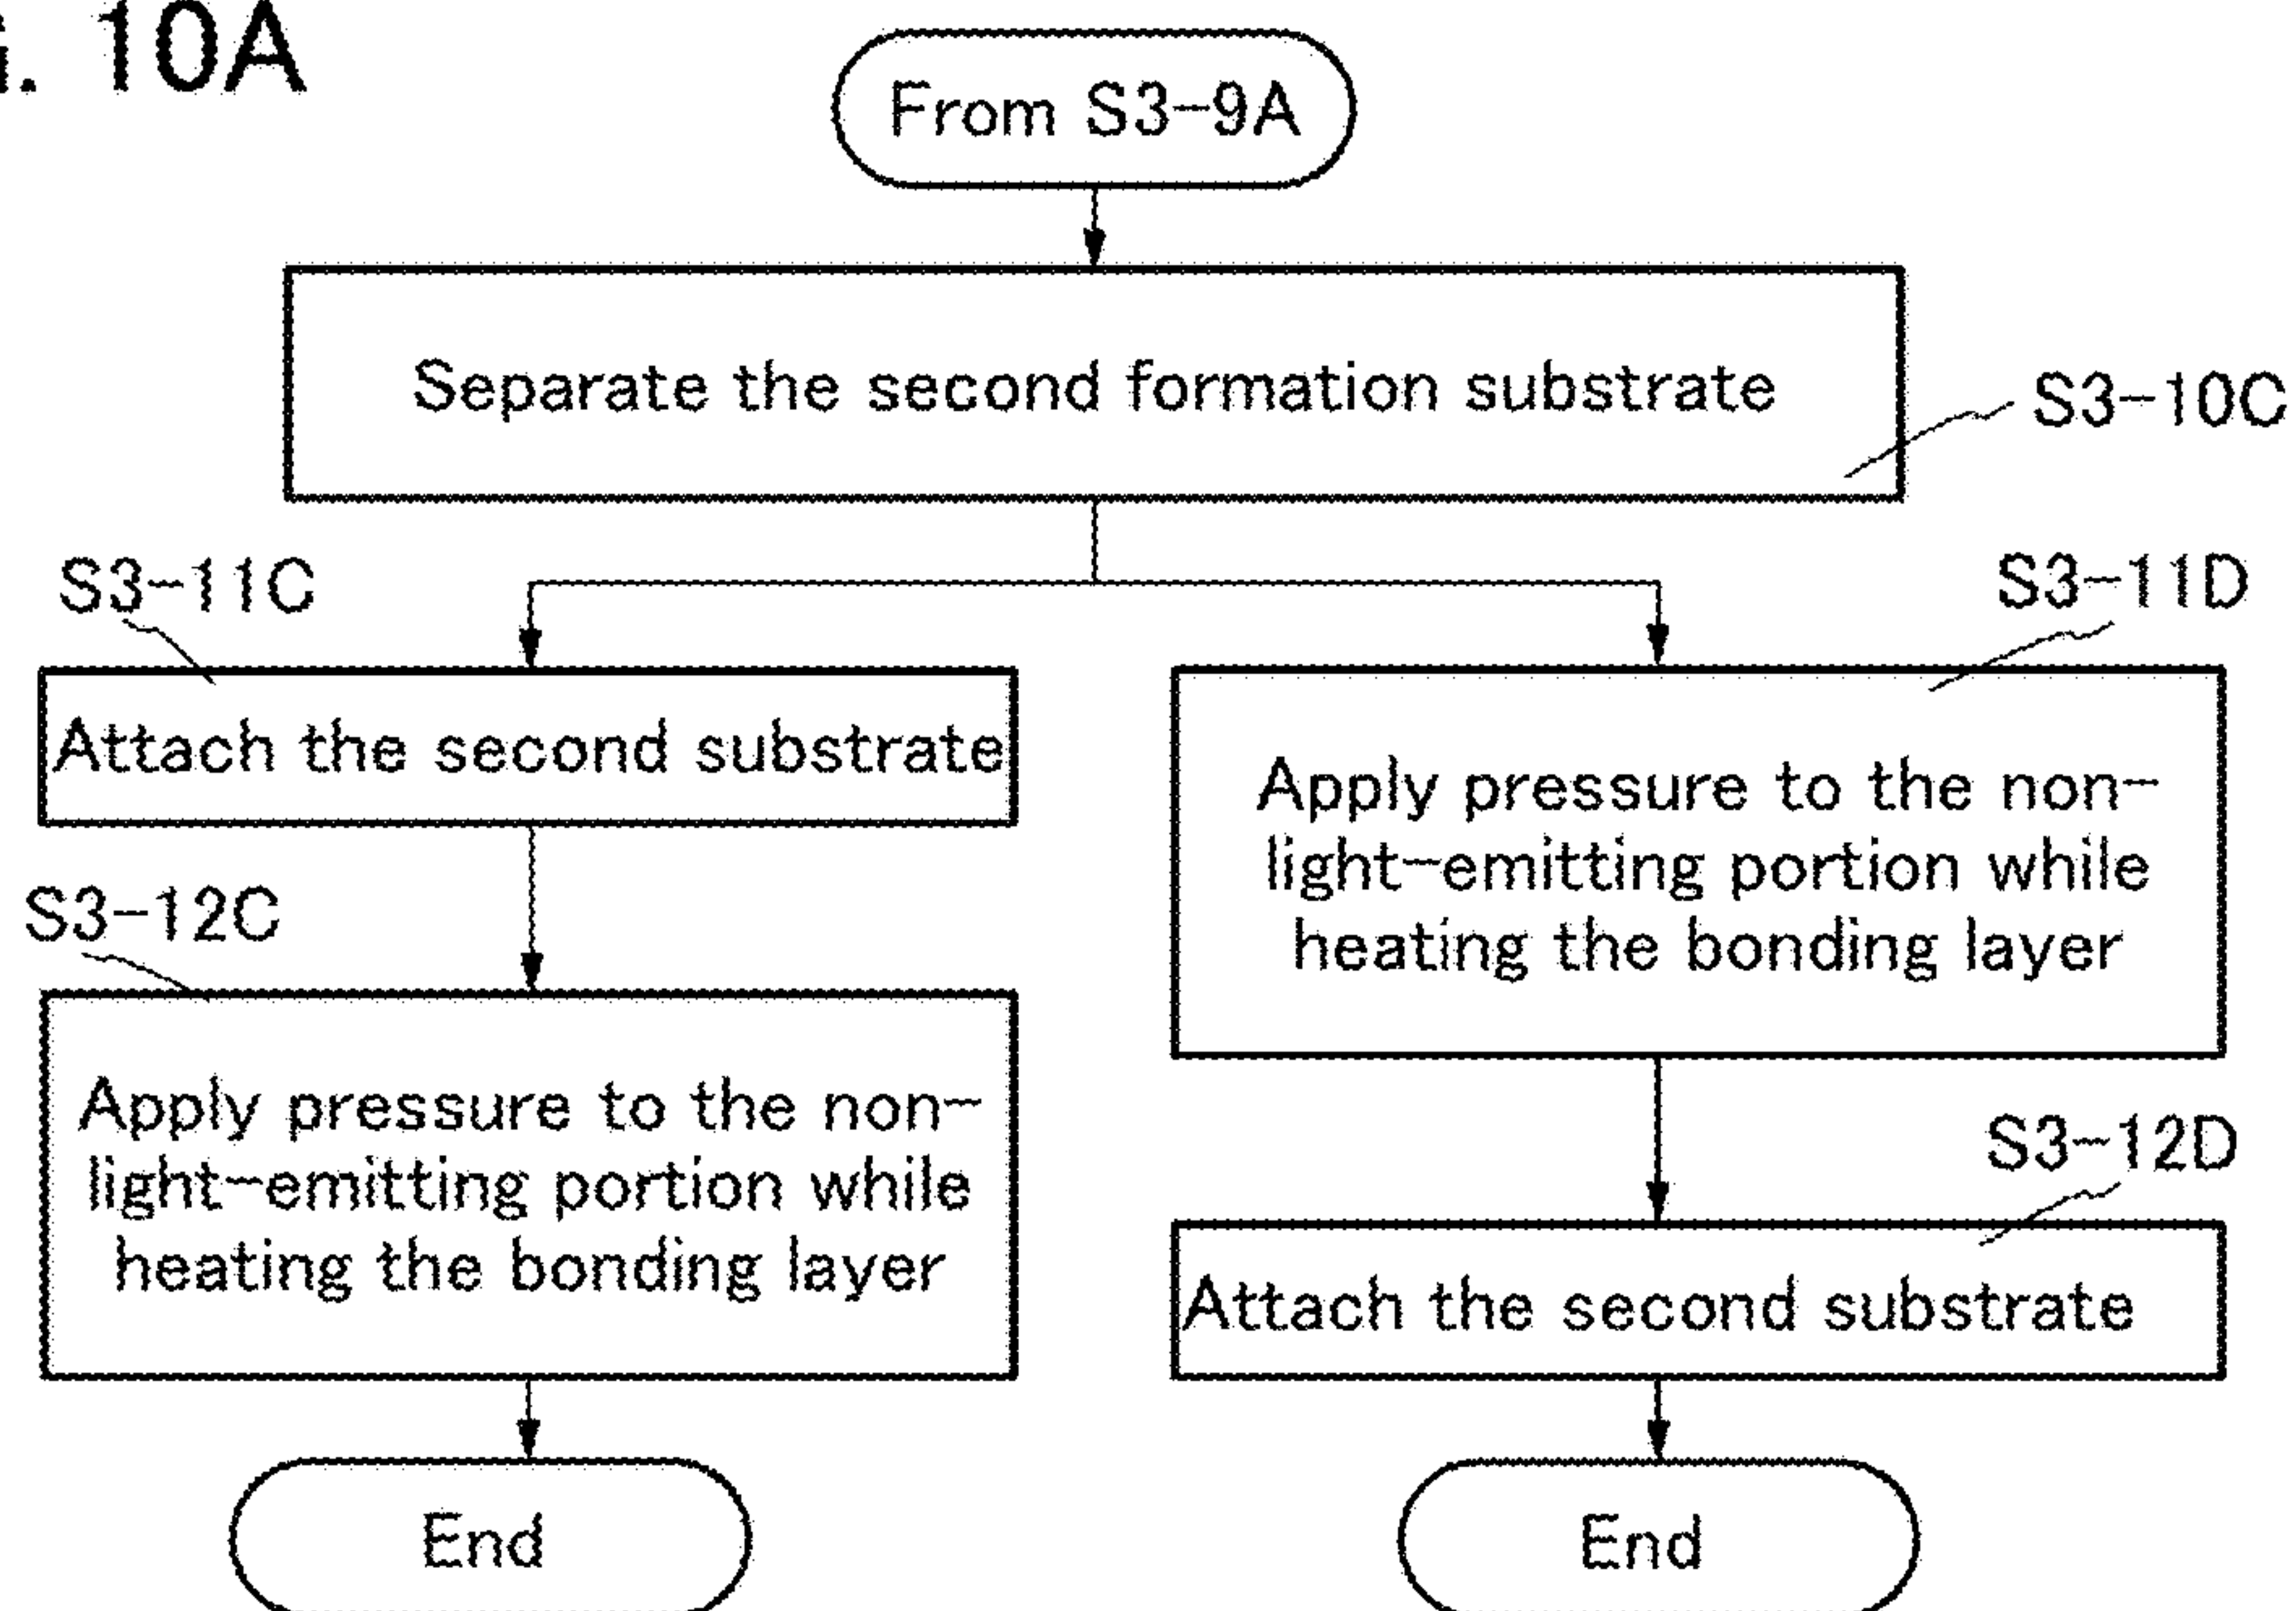 10A
From S3-9A
Separate the second formation substrate
S3-10C
S3-11C
S3-11D
Attach the second substrate
Apply pressure to the non-
light-emitting portion while
heating the bonding layer
S3-12C
Apply pressure to the non-
light-emitting portion while
heating the bonding layer
S3-12D
Attach the second substrate
End
End